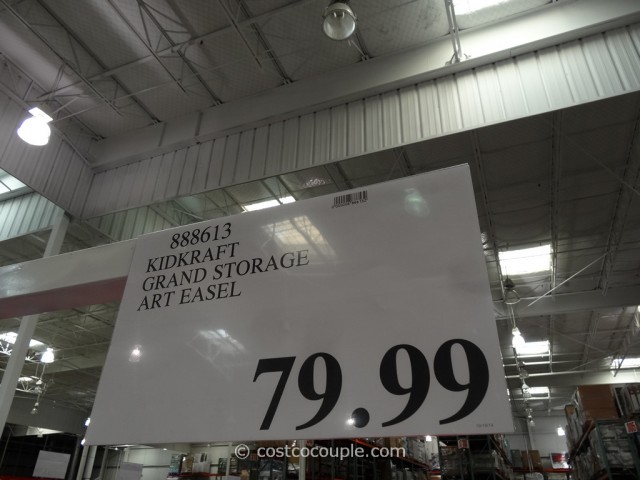 888613
KIDKRAFT
GRAND STORAGE
ART EASEL
79.99
© costcocouple.com